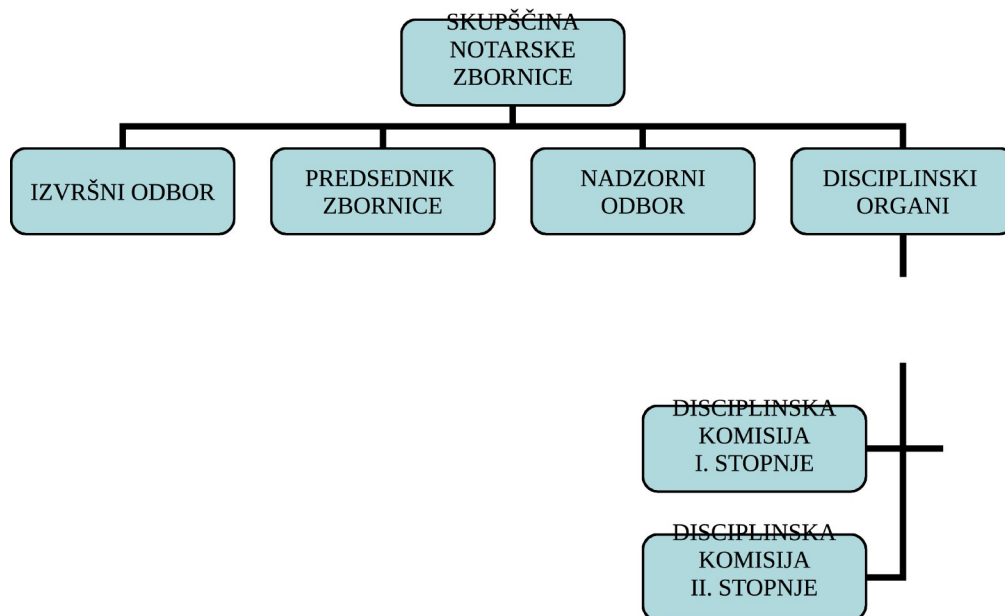 SKUPŠČINA
NOTARSKE
ZBORNICE
IZVRŠNI ODBOR
PREDSEDNIK
ZBORNICE
NADZORNI
ODBOR
DISCIPLINSKI
ORGANI
DISCIPLINSKA
KOMISIJA
I. STOPNJE
DISCIPLINSKA
KOMISIJA
II. STOPNJE